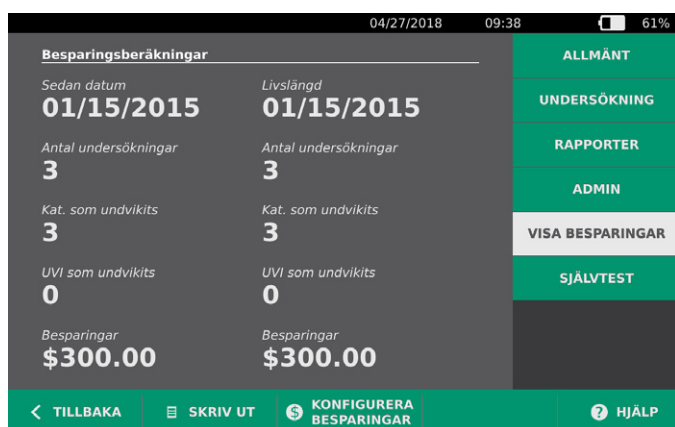 04/27/2018 09:38 61%
Besparingsberäkningar
Sedan datum Livslängd
01/15/2015 01/15/2015
Antal undersökningar Antal undersökningar
3 3
Kat. som undvikits Kat. som undvikits
3 3
UVI som undvikits UVI som undvikits
0 0
Besparingar Besparingar
$300.00 $300.00
ALLMÄNT
UNDERSÖKNING
RAPPORTER
ADMIN
VISA BESPARINGAR
SJÄLVTEST
TILLBAKA SKRIV UT $ KONFIGURERA
BESPARINGAR ? HJÄLP